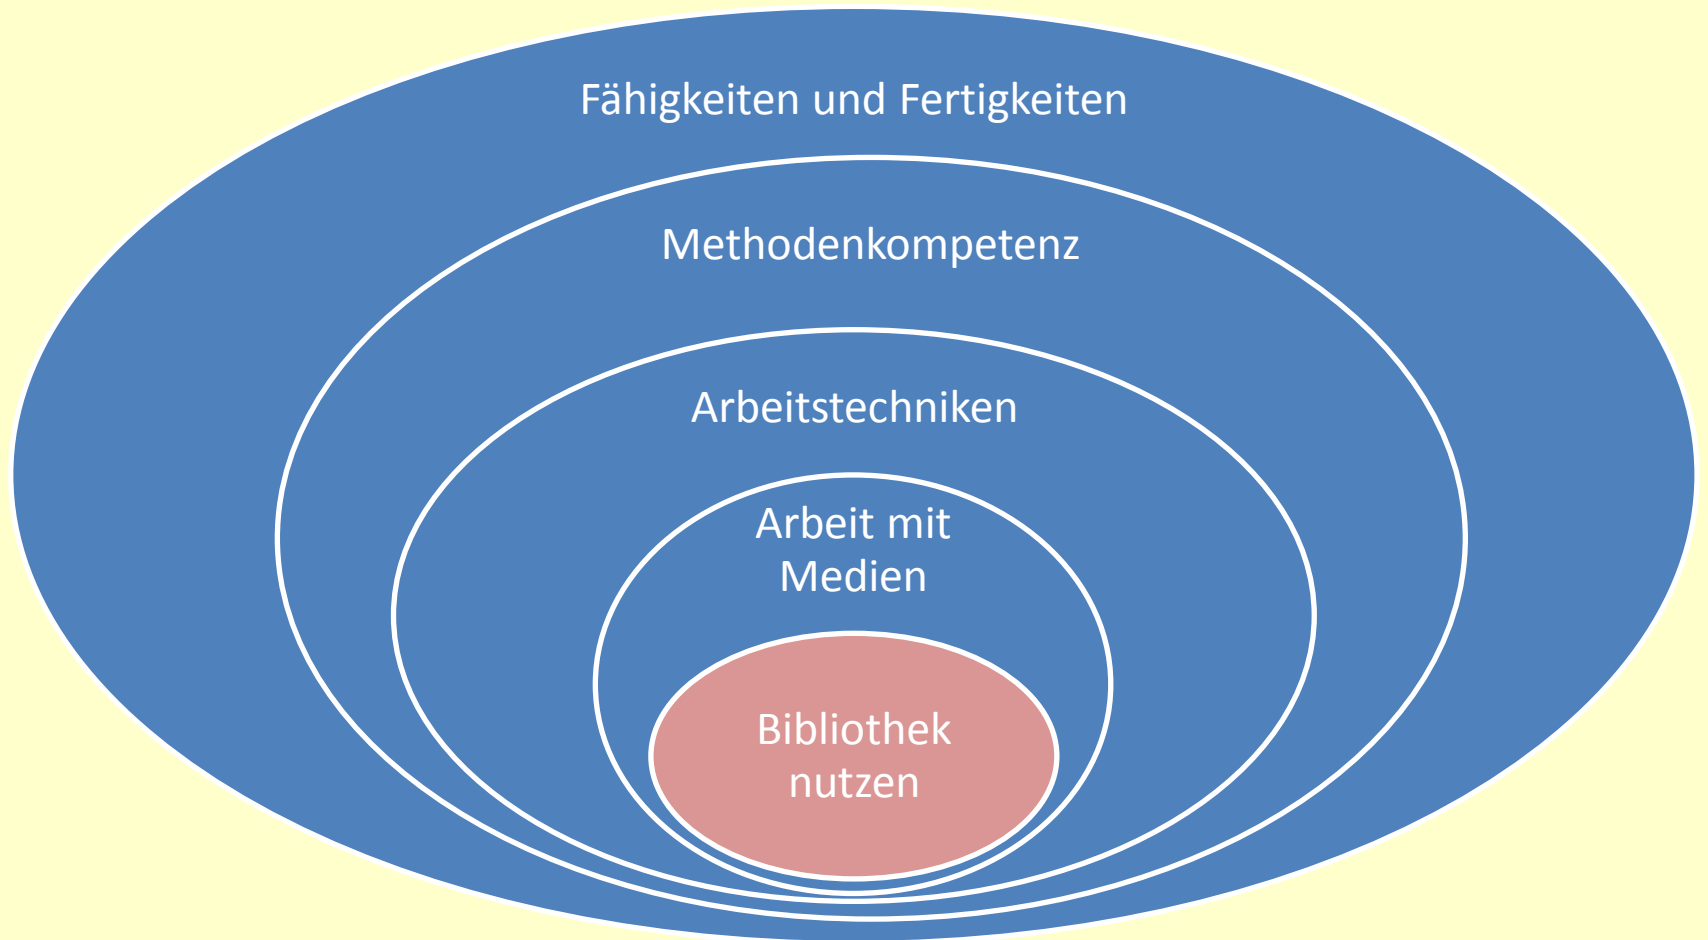 Fähigkeiten und Fertigkeiten
Methodenkompetenz
Arbeitstechniken
Arbeit mit
Medien
Bibliothek
nutzen